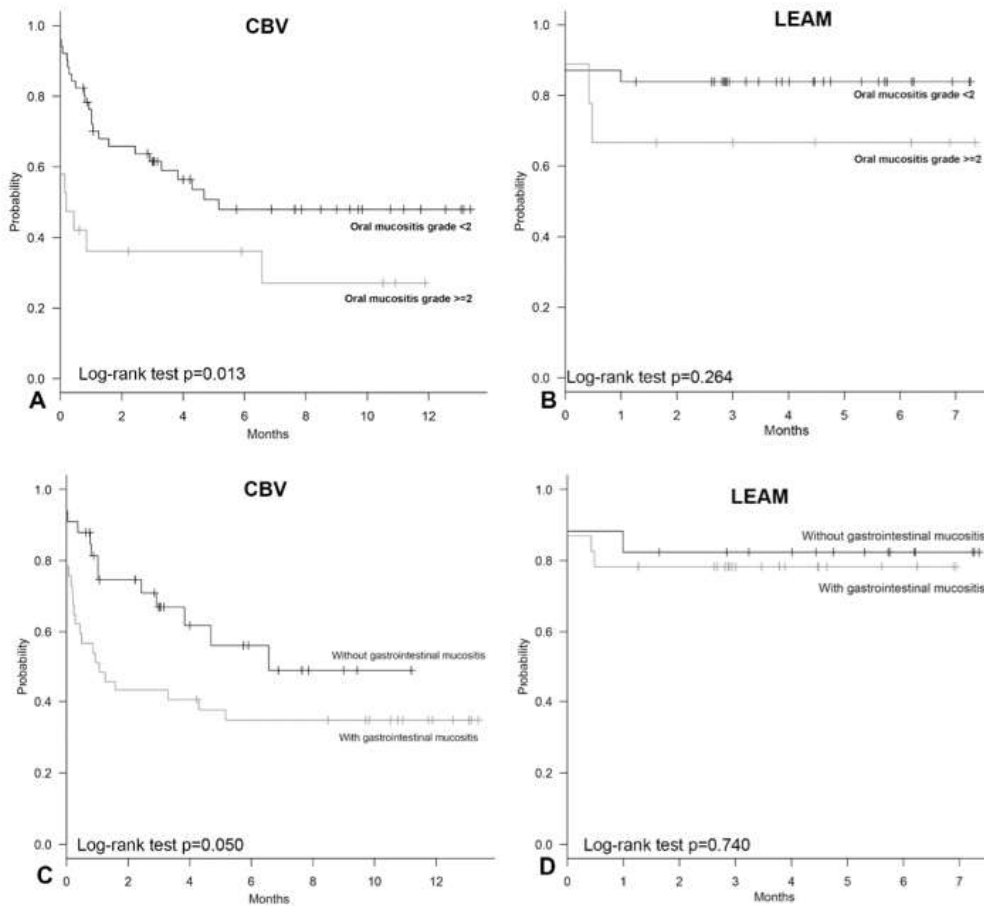 CBV
1.0
0.8
0.6
0.4
0.2
0.0
Probability
Oral mucositis grade <2
Oral mucositis grade >=2
Log-rank test p=0.013
A
0 2 4 6 8 10 12
Months
LEAM
1.0
0.8
0.6
0.4
0.2
0.0
Probability
Oral mucositis grade <2
Oral mucositis grade >=2
Log-rank test p=0.264
B
0 1 2 3 4 5 6 7
Months
CBV
1.0
0.8
0.6
0.4
0.2
0.0
Probability
Without gastrointestinal mucositis
With gastrointestinal mucositis
Log-rank test p=0.050
C
0 2 4 6 8 10 12
Months
LEAM
1.0
0.8
0.6
0.4
0.2
0.0
Probability
Without gastrointestinal mucositis
With gastrointestinal mucositis
Log-rank test p=0.740
D
0 1 2 3 4 5 6 7
Months